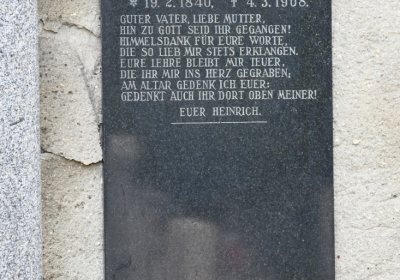 * 19.2.1840, † 4.3.1908.
GUTER VATER, LIEBE MUTTER,
HIN ZU GOTT SEID IHR GEGANGEN!
HIMMELSDANK FÜR EURE WORTE,
DIE SO LIEB MIR STETS ERKLANGEN.
EURE LEHRE BLEIBT MIR TEUER,
DIE IHR MIR INS HERZ GEGRABEN;
AM ALTAR GEDENK ICH EUER:
GEDENKT AUCH IHR DORT OBEN MEINER!
EUER HEINRICH.